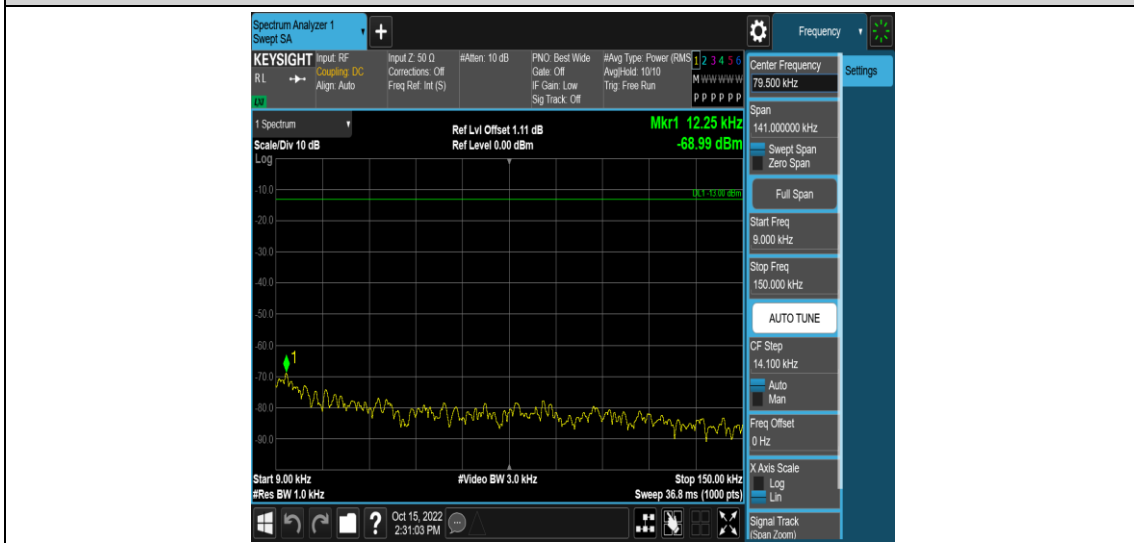 Spectrum Analyzer 1
Swept SA
+
Frequency
KEYSIGHT
RL
LXI
Input: RF
Coupling: DC
Align: Auto
Input Z: 50 Ω
Corrections: Off
Freq Ref: Int (S)
#Atten: 10 dB
PNO: Best Wide
Gate: Off
IF Gain: Low
Sig Track: Off
#Avg Type: Power (RMS
Avg|Hold: 10/10
Trig: Free Run
1 2 3 4 5 6
M W W W W W
P P P P P P
1 Spectrum
Scale/Div 10 dB
Log
Ref Lvl Offset 1.11 dB
Ref Level 0.00 dBm
Mkr1 12.25 kHz
-68.99 dBm
DL1 -13.00 dBm
-10.0
-20.0
-30.0
-40.0
-50.0
-60.0
-70.0
-80.0
-90.0
1
Start 9.00 kHz
#Res BW 1.0 kHz
#Video BW 3.0 kHz
Stop 150.00 kHz
Sweep 36.8 ms (1000 pts)
Center Frequency
79.500 kHz
Settings
Span
141.000000 kHz
Swept Span
Zero Span
Full Span
Start Freq
9.000 kHz
Stop Freq
150.000 kHz
AUTO TUNE
CF Step
14.100 kHz
Auto
Man
Freq Offset
0 Hz
X Axis Scale
Log
Lin
Signal Track
(Span Zoom)
?
Oct 15, 2022
2:31:03 PM